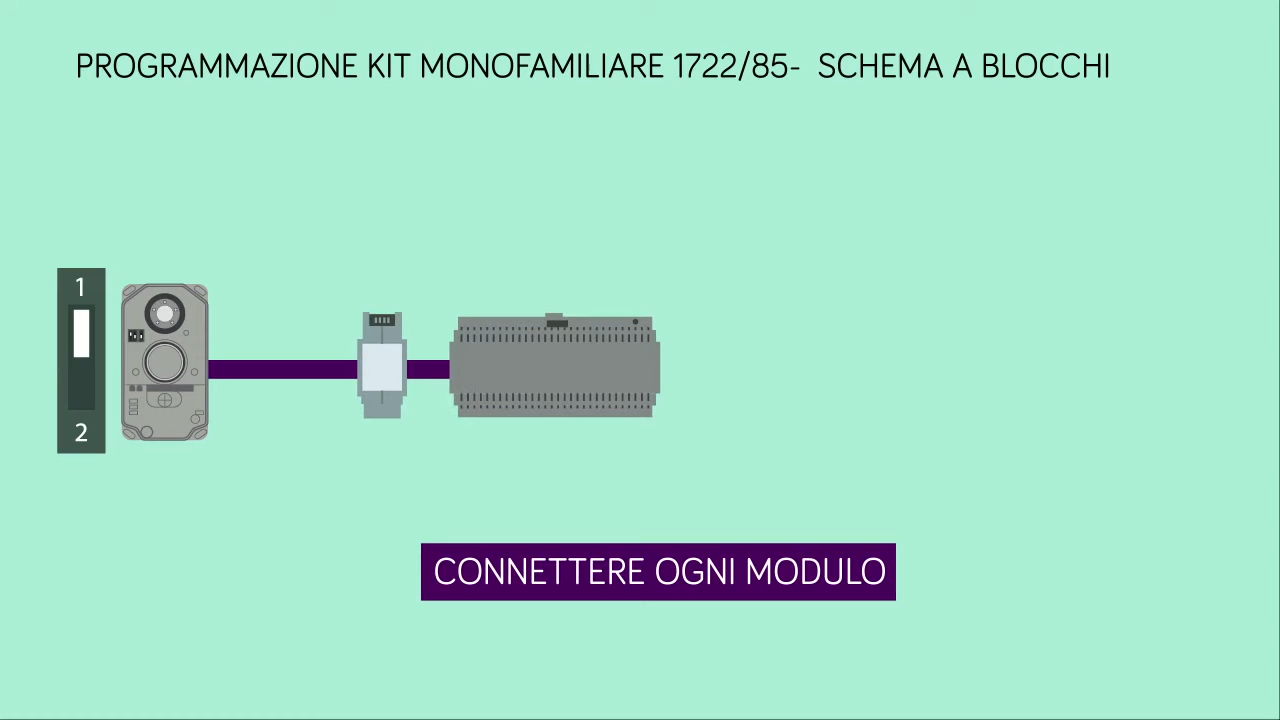 PROGRAMMAZIONE KIT MONOFAMILIARE 1722/85- SCHEMA A BLOCCHI
1
2
CONNETTERE OGNI MODULO